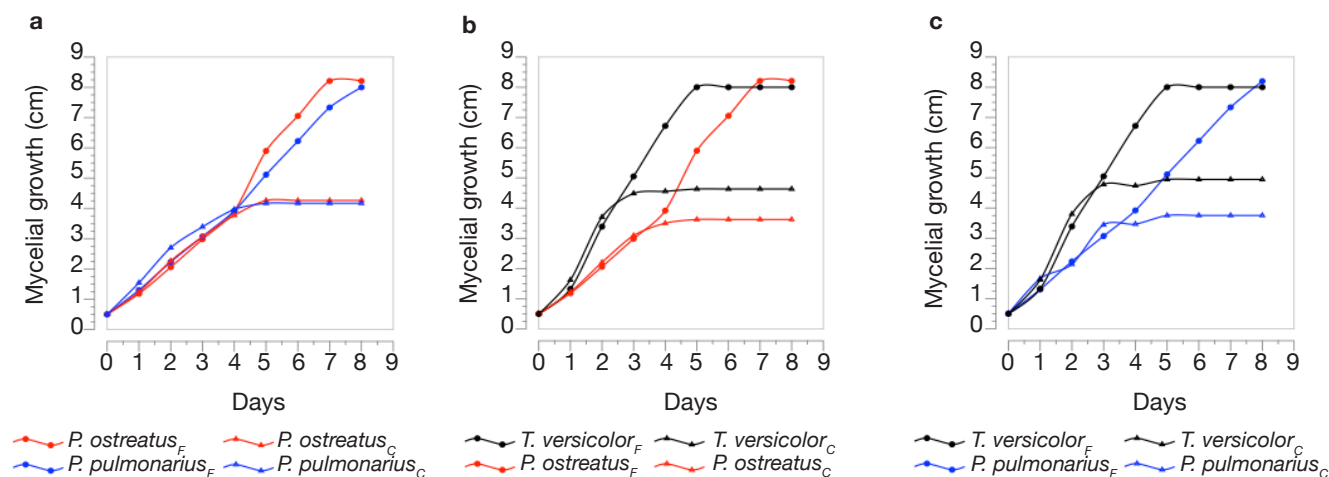 a
Mycelial growth (cm)
9
8
7
6
5
4
3
2
1
0
0 1 2 3 4 5 6 7 8 9
Days
P. ostreatusF P. ostreatusC
P. pulmonariusF P. pulmonariusC
b
Mycelial growth (cm)
9
8
7
6
5
4
3
2
1
0
0 1 2 3 4 5 6 7 8 9
Days
T. versicolorF T. versicolorC
P. ostreatusF P. ostreatusC
c
Mycelial growth (cm)
9
8
7
6
5
4
3
2
1
0
0 1 2 3 4 5 6 7 8 9
Days
T. versicolorF T. versicolorC
P. pulmonariusF P. pulmonariusC